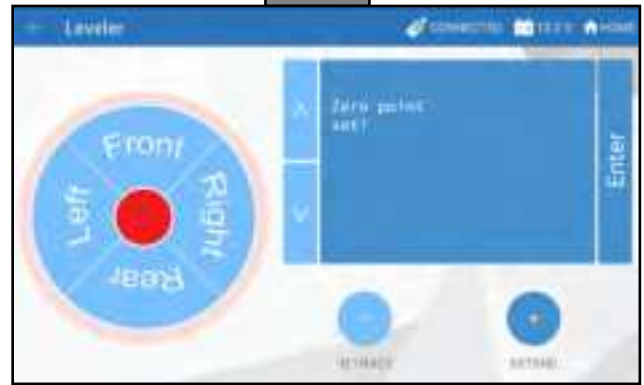 Leveler
CONNECTED
HOME
Front
Left
Right
Rear
Zero point
set!
Enter
RETRACT
EXTEND